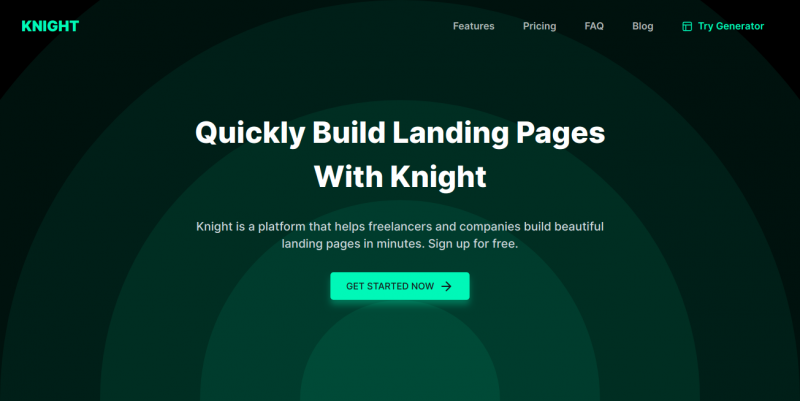 KNIGHT
Features
Pricing
FAQ
Blog
Try Generator
Quickly Build Landing Pages
With Knight
Knight is a platform that helps freelancers and companies build beautiful
landing pages in minutes. Sign up for free.
GET STARTED NOW